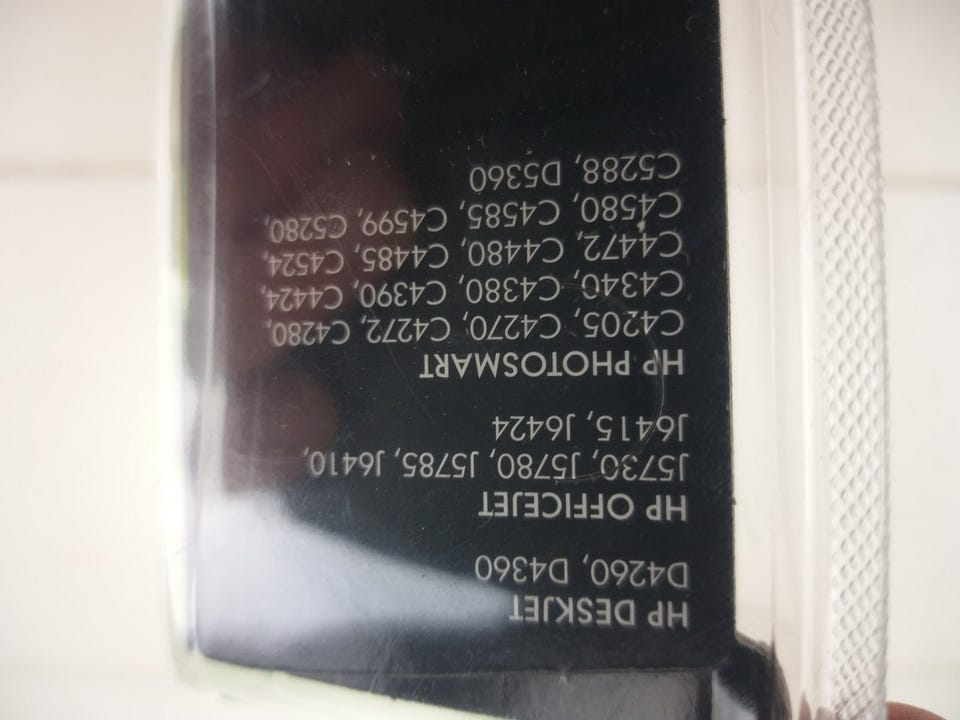 HP DESKJET
D4260, D4360
HP OFFICEJET
J5730, J5780, J5785, J6410,
J6415, J6424
HP PHOTOSMART
C4205, C4270, C4272, C4280,
C4340, C4380, C4390, C4424,
C4472, C4480, C4485, C4524,
C4580, C4585, C4599, C5280,
C5288, D5360